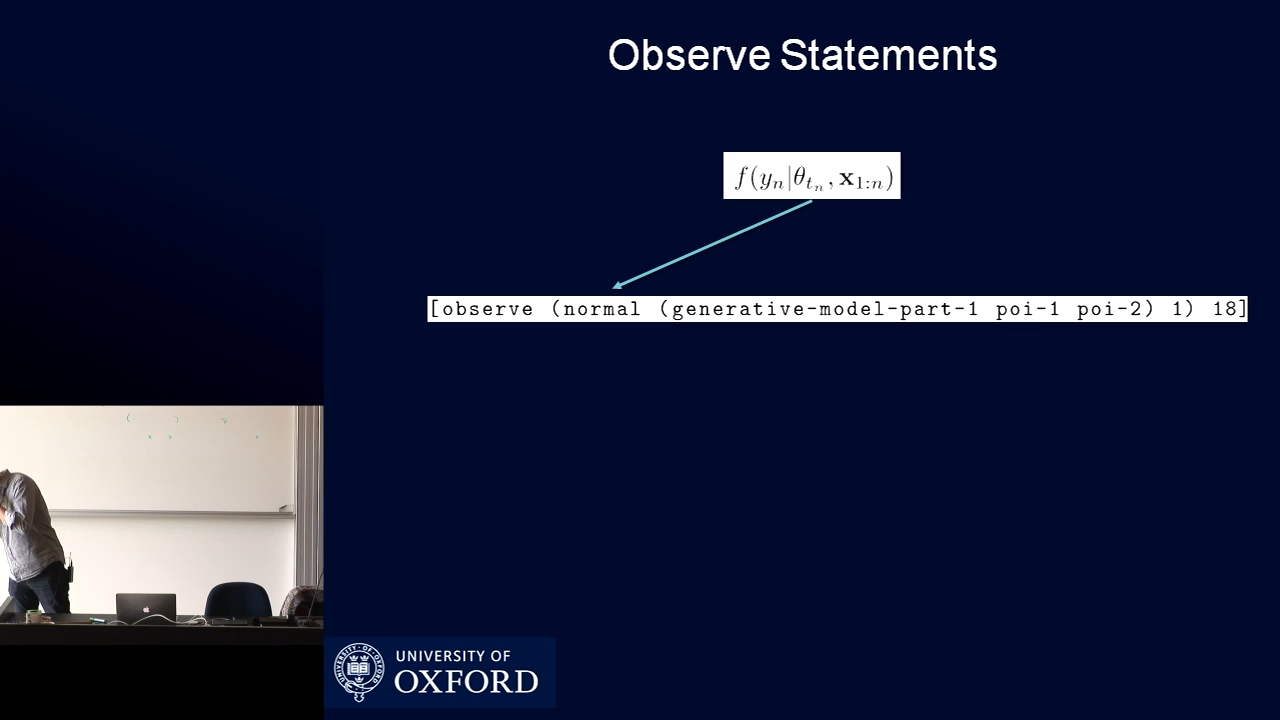 Observe Statements
f(y_n|θ_{t_n}, x_{1:n})
[observe (normal (generative-model-part-1 poi-1 poi-2) 1) 18]
UNIVERSITY OF
OXFORD